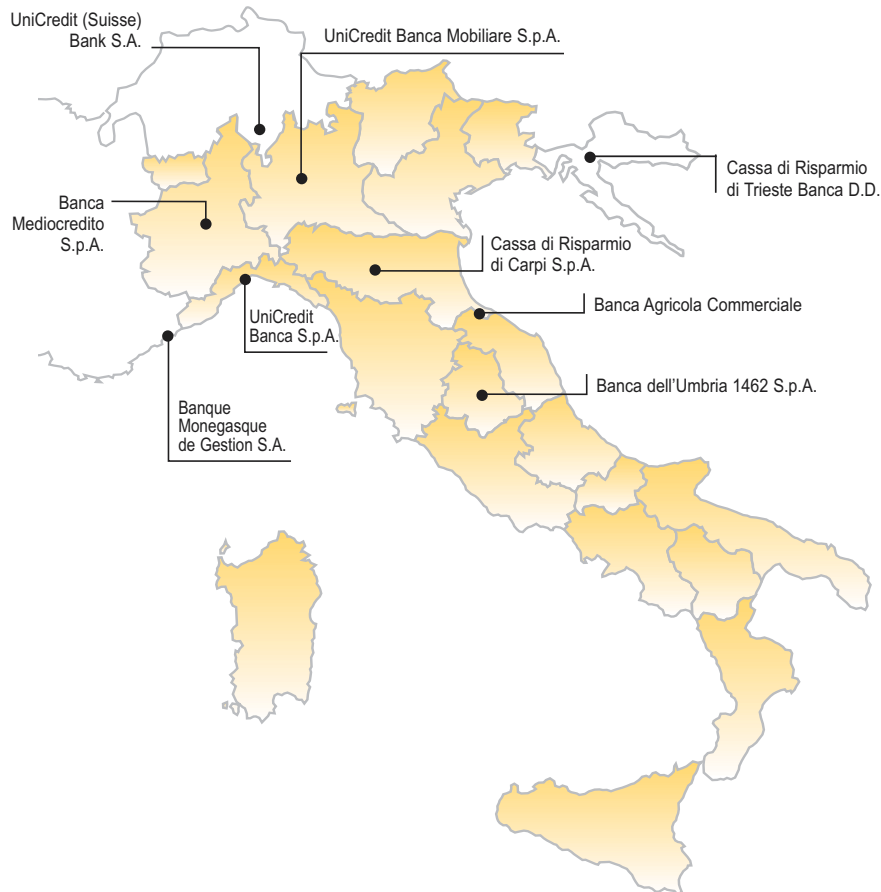 UniCredit (Suisse)
Bank S.A.
UniCredit Banca Mobiliare S.p.A.
Cassa di Risparmio
di Trieste Banca D.D.
Banca
Mediocredito
S.p.A.
Cassa di Risparmio
di Carpi S.p.A.
Banca Agricola Commerciale
UniCredit
Banca S.p.A.
Banca dell'Umbria 1462 S.p.A.
Banque
Monegasque
de Gestion S.A.